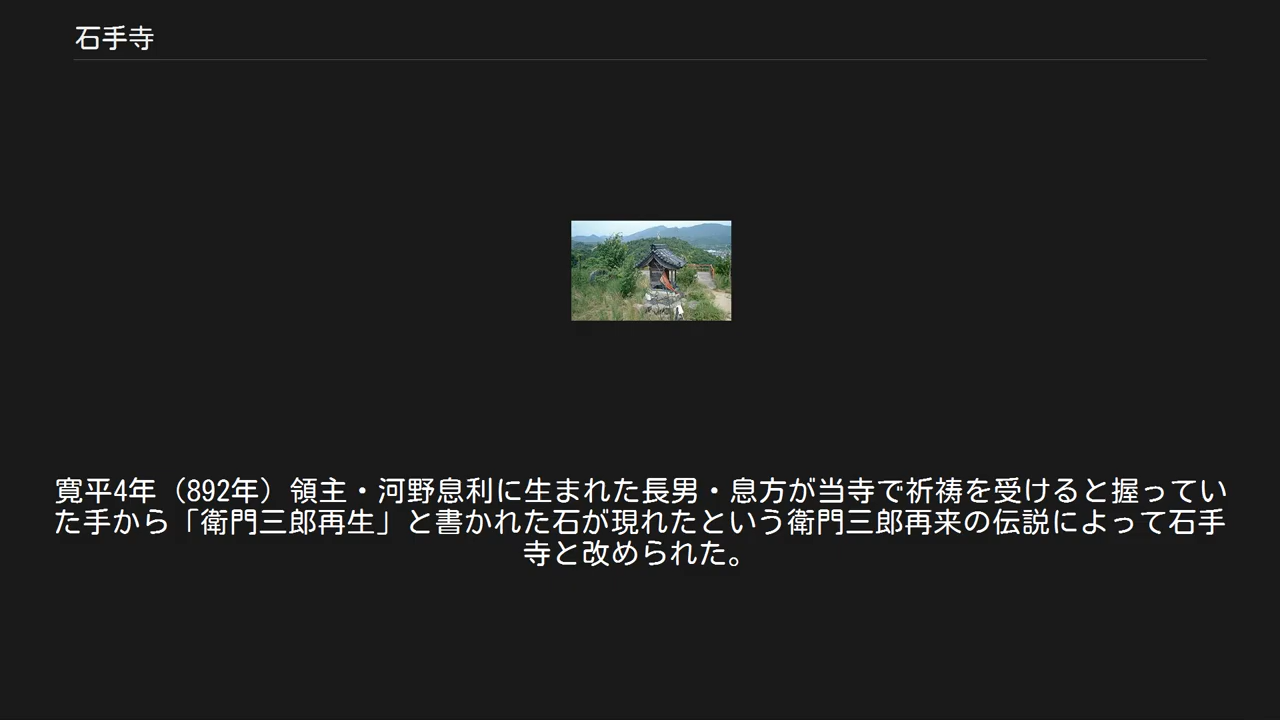 石手寺
寛平4年（892年）領主・河野息利に生まれた長男・息方が当寺で祈祷を受けると握ってい
た手から「衛門三郎再生」と書かれた石が現れたという衛門三郎再来の伝説によって石手
寺と改められた。